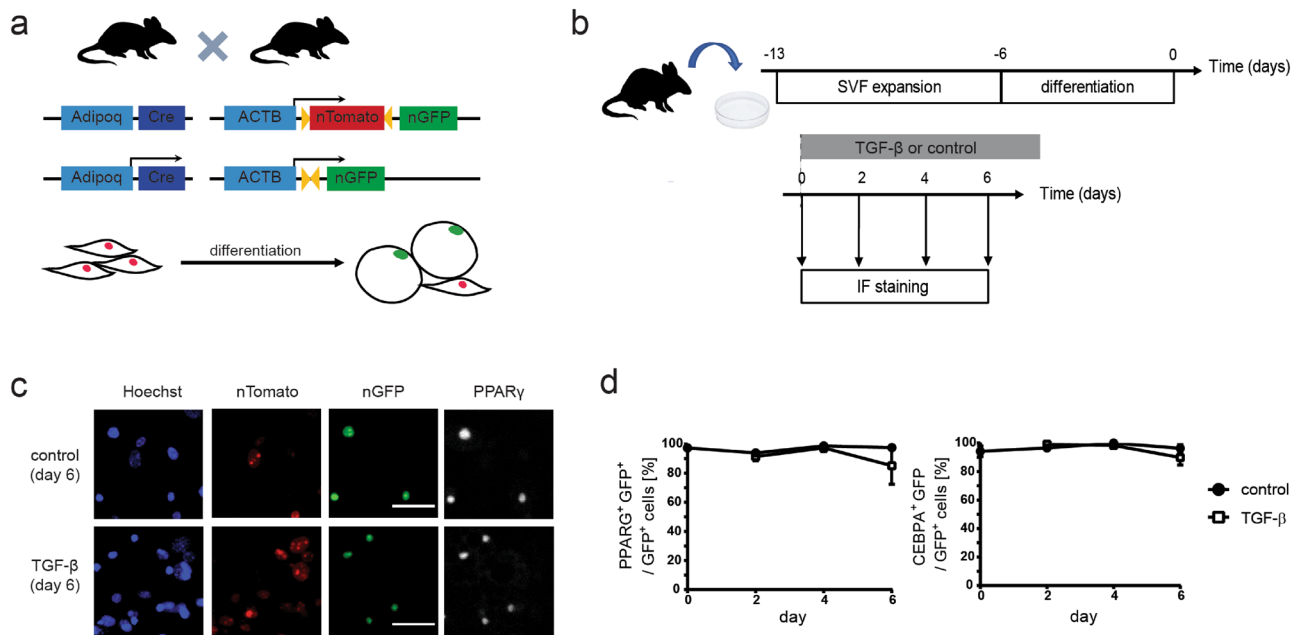 a
Adipoq Cre ACTB nTomato nGFP
Adipoq Cre ACTB nGFP
differentiation
b
-13 -6 0
Time (days)
SVF expansion differentiation
TGF-β or control
0 2 4 6
Time (days)
IF staining
c
Hoechst nTomato nGFP PPARγ
control
(day 6)
TGF-β
(day 6)
d
PPARG⁺ GFP⁺
/ GFP⁺ cells [%]
100
80
60
40
20
0
0 2 4 6
day
CEBPA⁺ GFP
/ GFP⁺ cells [%]
100
80
60
40
20
0
0 2 4 6
day
control
TGF-β